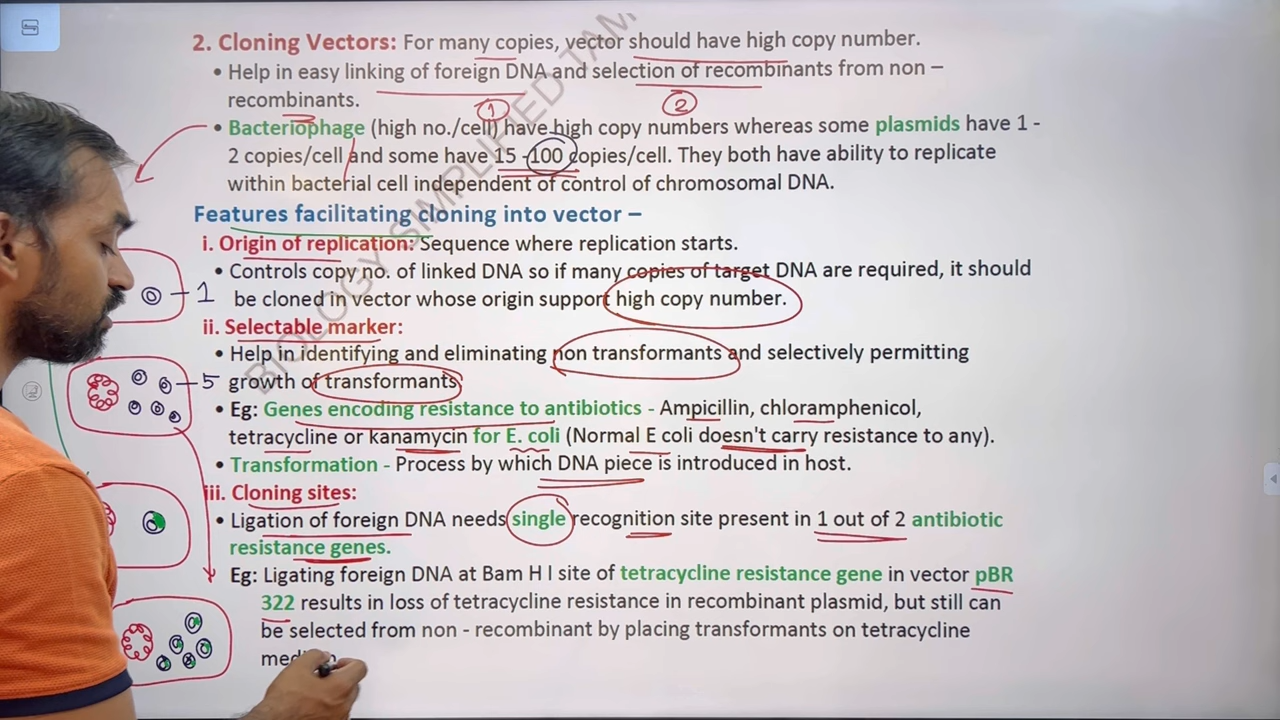 2. Cloning Vectors: For many copies, vector should have high copy number.
• Help in easy linking of foreign DNA and selection of recombinants from non –
recombinants.
1 2
• Bacteriophage (high no./cell) have high copy numbers whereas some plasmids have 1 -
2 copies/cell and some have 15 -100 copies/cell. They both have ability to replicate
within bacterial cell independent of control of chromosomal DNA.
Features facilitating cloning into vector –
i. Origin of replication: Sequence where replication starts.
• Controls copy no. of linked DNA so if many copies of target DNA are required, it should
1 be cloned in vector whose origin support high copy number.
ii. Selectable marker:
• Help in identifying and eliminating non transformants and selectively permitting
5 growth of transformants
• Eg: Genes encoding resistance to antibiotics - Ampicillin, chloramphenicol,
tetracycline or kanamycin for E. coli (Normal E coli doesn't carry resistance to any).
• Transformation - Process by which DNA piece is introduced in host.
iii. Cloning sites:
• Ligation of foreign DNA needs single recognition site present in 1 out of 2 antibiotic
resistance genes.
Eg: Ligating foreign DNA at Bam H I site of tetracycline resistance gene in vector pBR
322 results in loss of tetracycline resistance in recombinant plasmid, but still can
be selected from non - recombinant by placing transformants on tetracycline
BIOLOGY SIMPLIFIED TAM